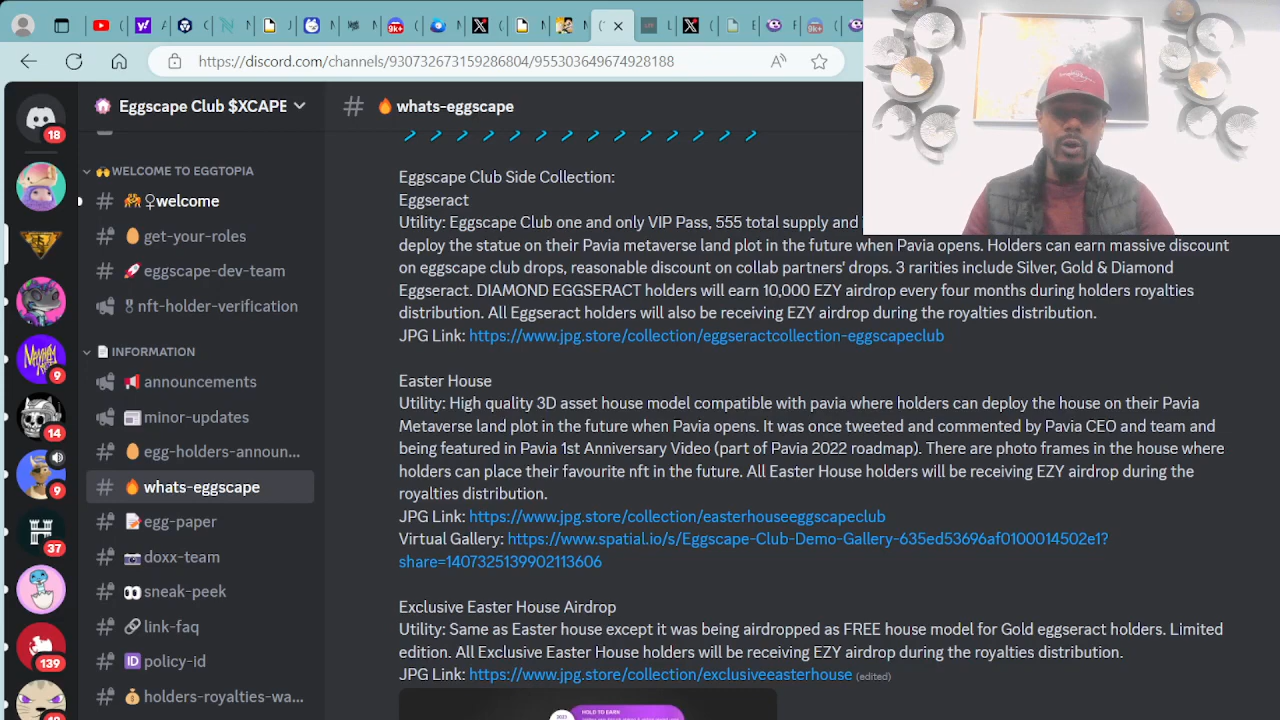 https://discord.com/channels/930732673159286804/955303649674928188
18
Eggscape Club $XCAPE
# whats-eggscape
WELCOME TO EGGTOPIA
welcome
get-your-roles
eggscape-dev-team
nft-holder-verification
INFORMATION
announcements
minor-updates
egg-holders-announ...
whats-eggscape
egg-paper
doxx-team
sneak-peek
link-faq
policy-id
holders-royalties-wa...
9
14
9
37
139
Eggscape Club Side Collection:
Eggseract
Utility: Eggscape Club one and only VIP Pass, 555 total supply and
deploy the statue on their Pavia metaverse land plot in the future when Pavia opens. Holders can earn massive discount
on eggscape club drops, reasonable discount on collab partners' drops. 3 rarities include Silver, Gold & Diamond
Eggseract. DIAMOND EGGSERACT holders will earn 10,000 EZY airdrop every four months during holders royalties
distribution. All Eggseract holders will also be receiving EZY airdrop during the royalties distribution.
JPG Link: https://www.jpg.store/collection/eggseractcollection-eggscapeclub
Easter House
Utility: High quality 3D asset house model compatible with pavia where holders can deploy the house on their Pavia
Metaverse land plot in the future when Pavia opens. It was once tweeted and commented by Pavia CEO and team and
being featured in Pavia 1st Anniversary Video (part of Pavia 2022 roadmap). There are photo frames in the house where
holders can place their favourite nft in the future. All Easter House holders will be receiving EZY airdrop during the
royalties distribution.
JPG Link: https://www.jpg.store/collection/easterhouseeggscapeclub
Virtual Gallery: https://www.spatial.io/s/Eggscape-Club-Demo-Gallery-635ed53696af0100014502e1?
share=1407325139902113606
Exclusive Easter House Airdrop
Utility: Same as Easter house except it was being airdropped as FREE house model for Gold eggseract holders. Limited
edition. All Exclusive Easter House holders will be receiving EZY airdrop during the royalties distribution.
JPG Link: https://www.jpg.store/collection/exclusiveeasterhouse (edited)
2023
HOLD TO EARN